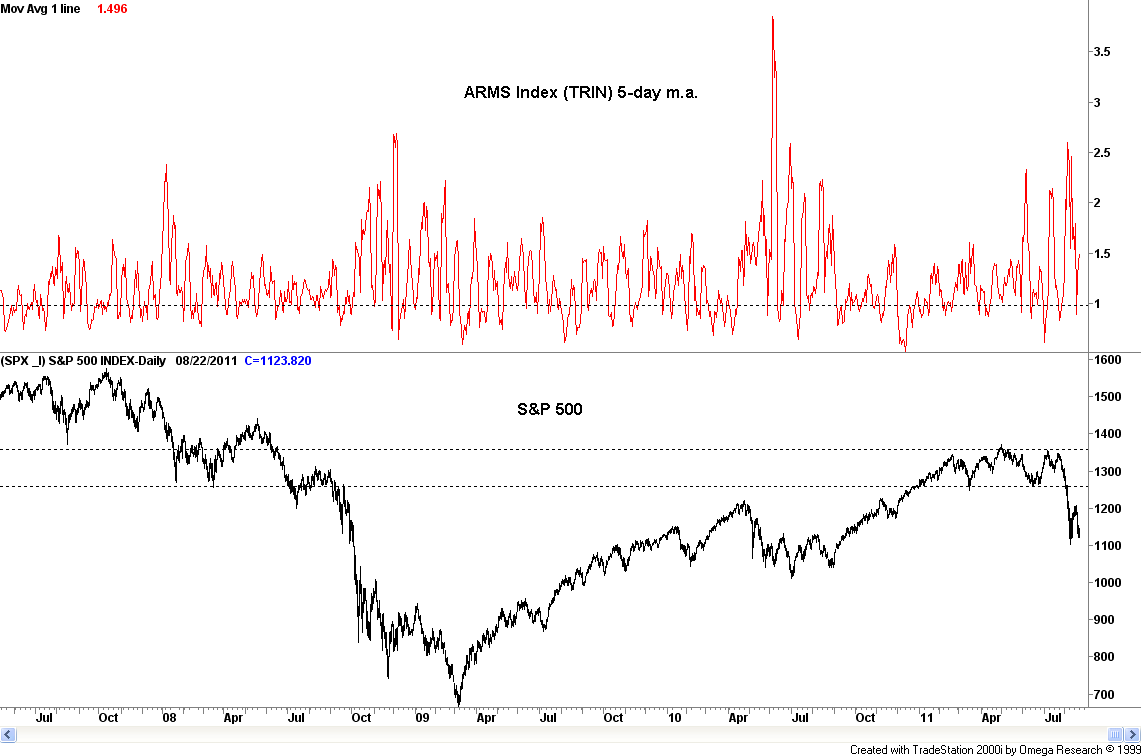 Mov Avg 1 line 1.496
ARMS Index (TRIN) 5-day m.a.
3.5
3
2.5
2
1.5
1
(SPX _I) S&P 500 INDEX-Daily 08/22/2011 C=1123.820
S&P 500
1600
1500
1400
1300
1200
1100
1000
900
800
700
Jul Oct 08 Apr Jul Oct 09 Apr Jul Oct 10 Apr Jul Oct 11 Apr Jul
Created with TradeStation 2000i by Omega Research © 1999